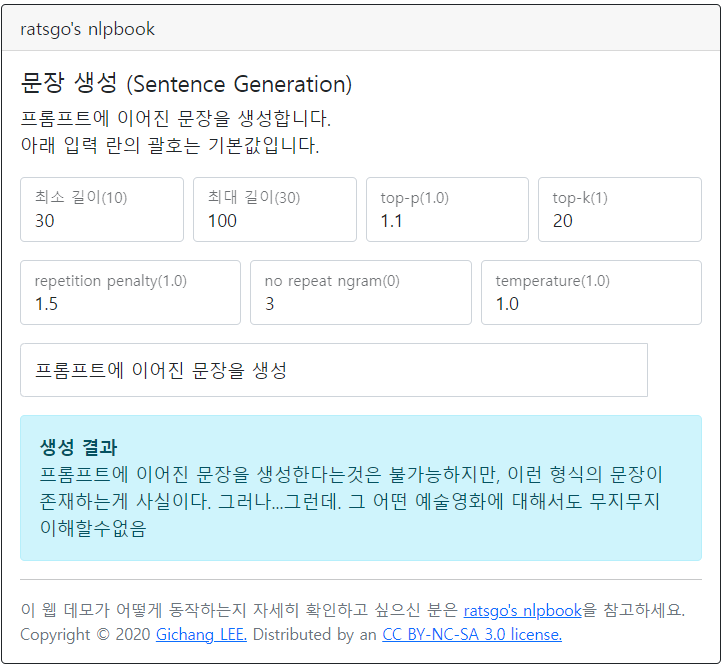 ratsgo's nlpbook
문장 생성 (Sentence Generation)
프롬프트에 이어진 문장을 생성합니다.
아래 입력 란의 괄호는 기본값입니다.
최소 길이(10)
30
최대 길이(30)
100
top-p(1.0)
1.1
top-k(1)
20
repetition penalty(1.0)
1.5
no repeat ngram(0)
3
temperature(1.0)
1.0
프롬프트에 이어진 문장을 생성
생성 결과
프롬프트에 이어진 문장을 생성한다는것은 불가능하지만, 이런 형식의 문장이
존재하는게 사실이다. 그러나...그런데. 그 어떤 예술영화에 대해서도 무지무지
이해할수없음
이 웹 데모가 어떻게 동작하는지 자세히 확인하고 싶으신 분은 ratsgo's nlpbook을 참고하세요.
Copyright © 2020 Gichang LEE. Distributed by an CC BY-NC-SA 3.0 license.